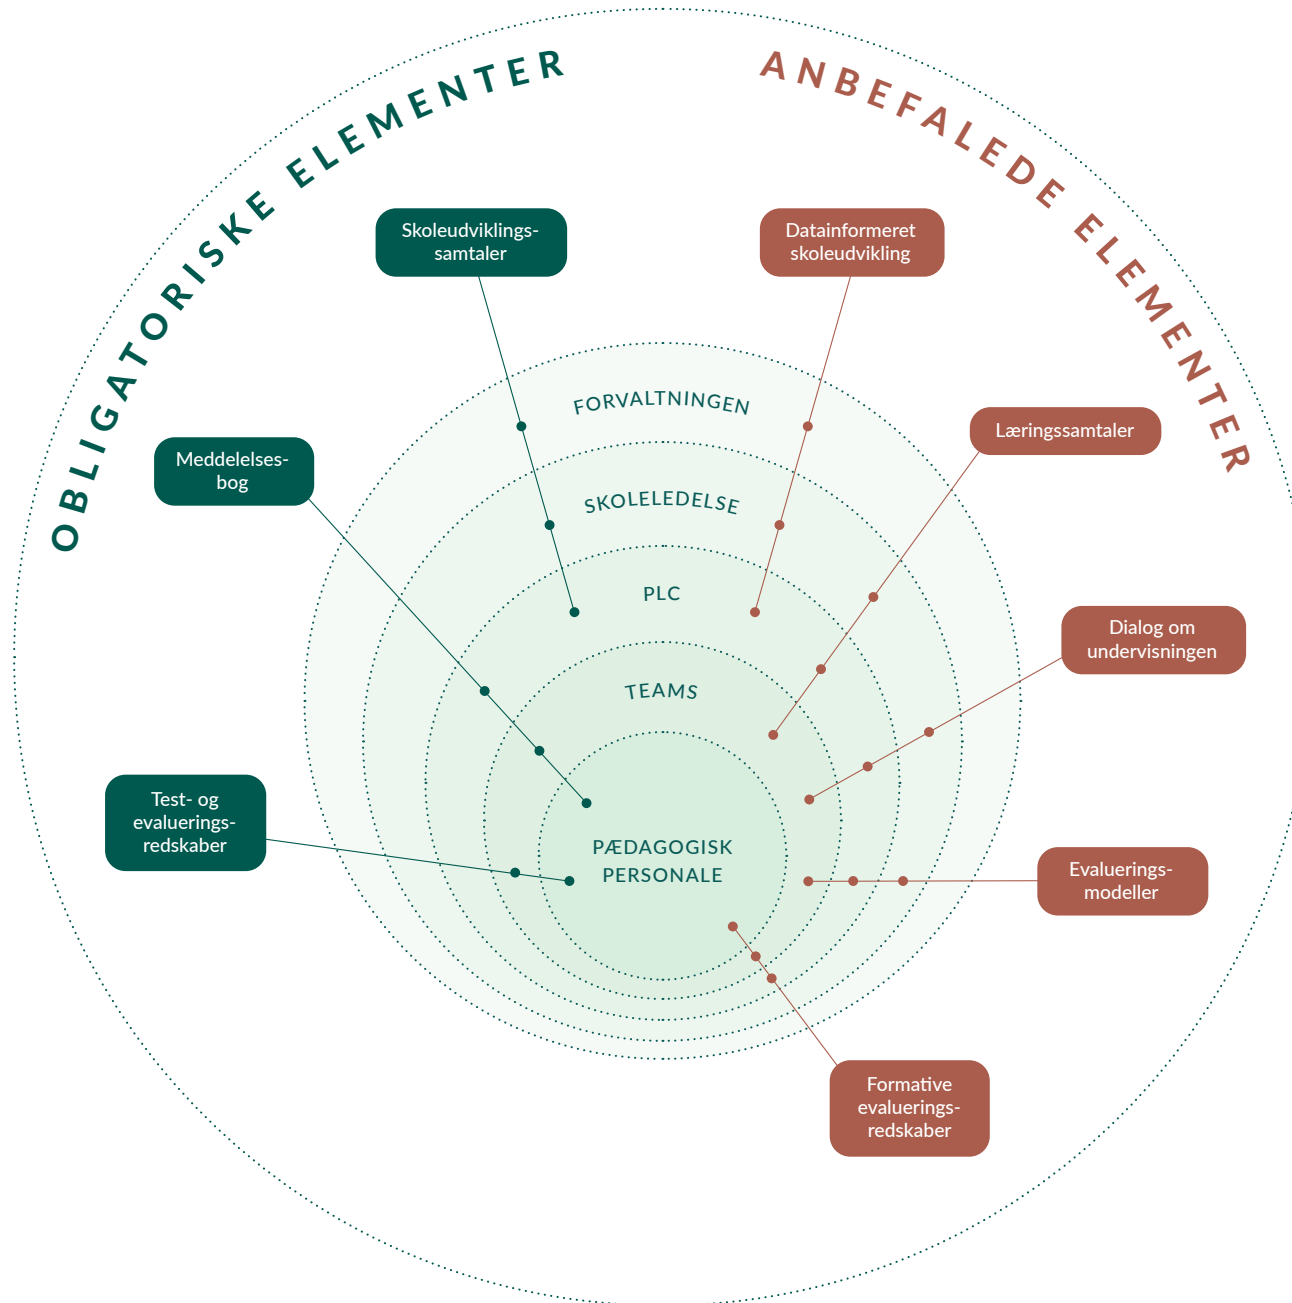 OBLIGATORISKE ELEMENTER
ANBEFALEDE ELEMENTER
Skoleudviklings-
samtaler
Datainformeret
skoleudvikling
FORVALTNINGEN
Læringssamtaler
Meddelelses-
bog
SKOLELEDELSE
PLC
Dialog om
undervisningen
TEAMS
Test- og
evaluerings-
redskaber
PÆDAGOGISK
PERSONALE
Evaluerings-
modeller
Formative
evaluerings-
redskaber